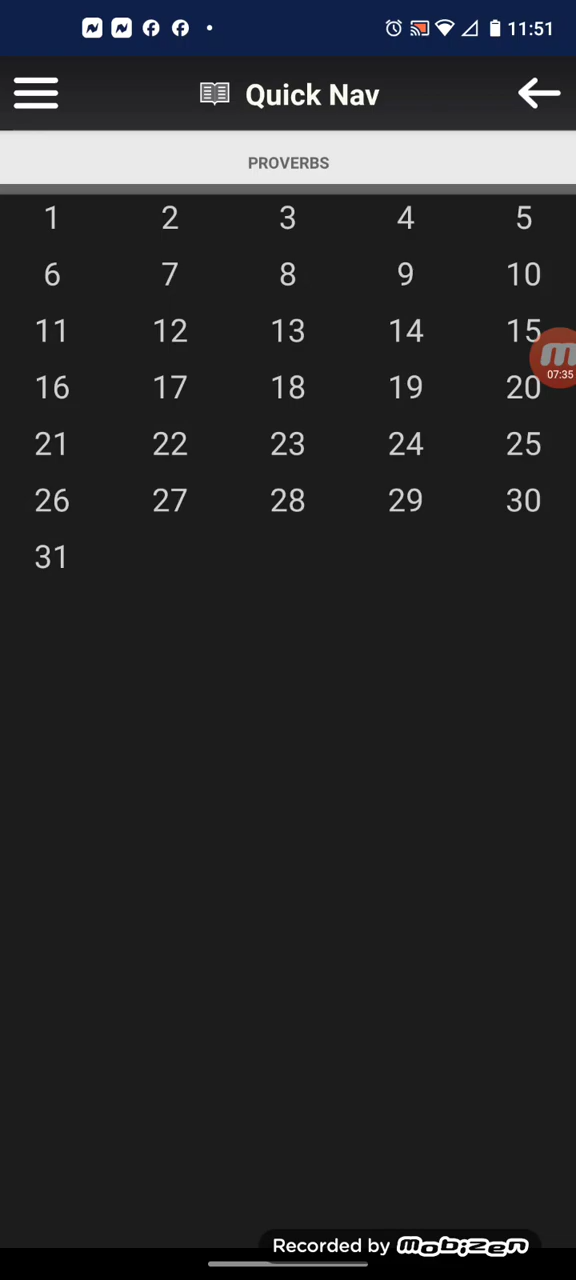 11:51
Quick Nav
PROVERBS
1 2 3 4 5
6 7 8 9 10
11 12 13 14 15
07:35
16 17 18 19 20
21 22 23 24 25
26 27 28 29 30
31
Recorded by mobizen